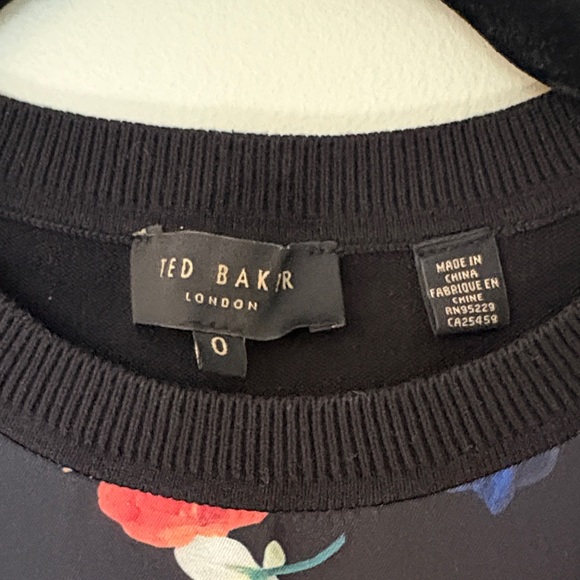 TED BAKER
LONDON
0
MADE IN
CHINA
FABRIQUE EN
CHINE
RN95229
CA25458